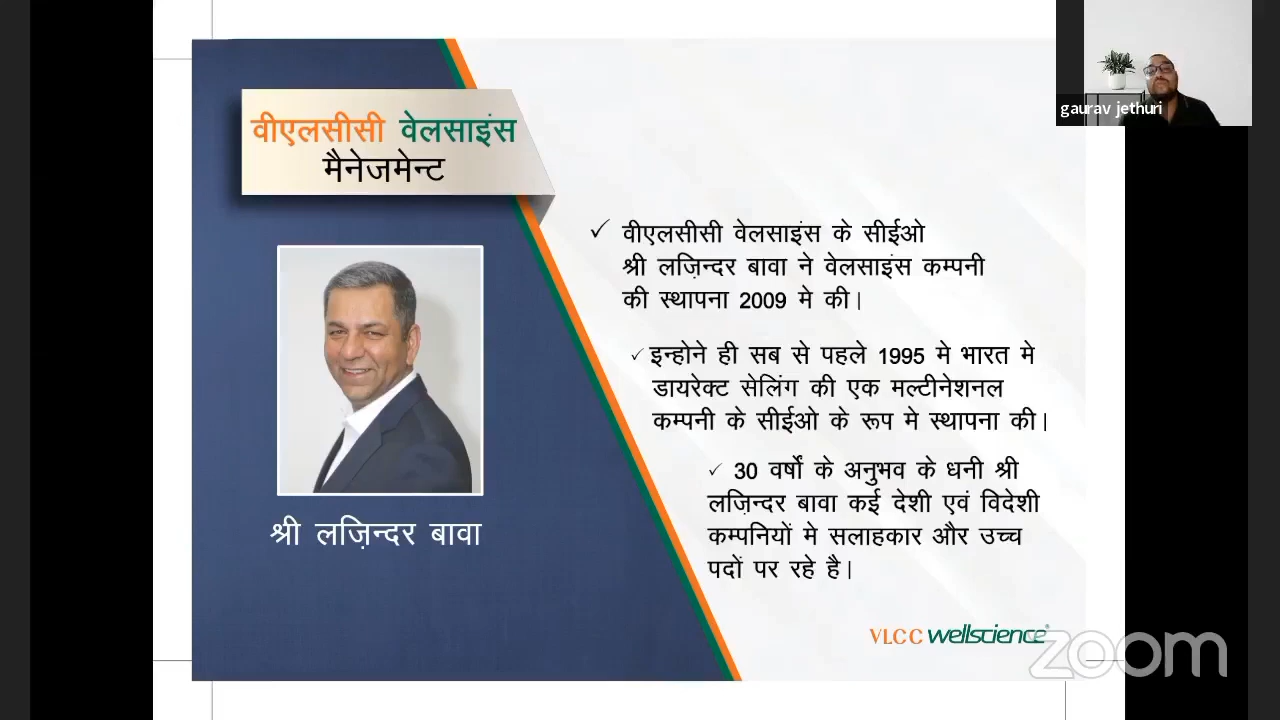 वीएलसीसी वेलसाइंस
मैनेजमेन्ट
श्री लज़िन्दर बावा
✓ वीएलसीसी वेलसाइंस के सीईओ
श्री लज़िन्दर बावा ने वेलसाइंस कम्पनी
की स्थापना 2009 मे की।
✓ इन्होने ही सब से पहले 1995 मे भारत मे
डायरेक्ट सेलिंग की एक मल्टीनेशनल
कम्पनी के सीईओ के रूप मे स्थापना की।
✓ 30 वर्षों के अनुभव के धनी श्री
लज़िन्दर बावा कई देशी एवं विदेशी
कम्पनियों मे सलाहकार और उच्च
पदों पर रहे है।
VLCC wellscience®
zoom
gaurav jethuri